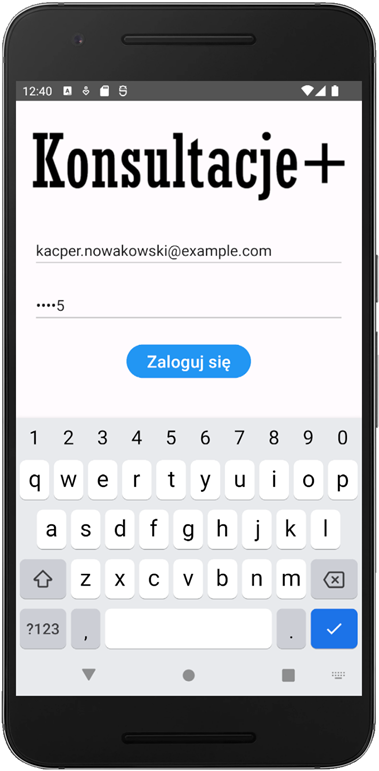 12:40
Konsultacje+
kacper.nowakowski@example.com
••••5
Zaloguj się
1 2 3 4 5 6 7 8 9 0
q w e r t y u i o p
a s d f g h j k l
z x c v b n m
?123 , .